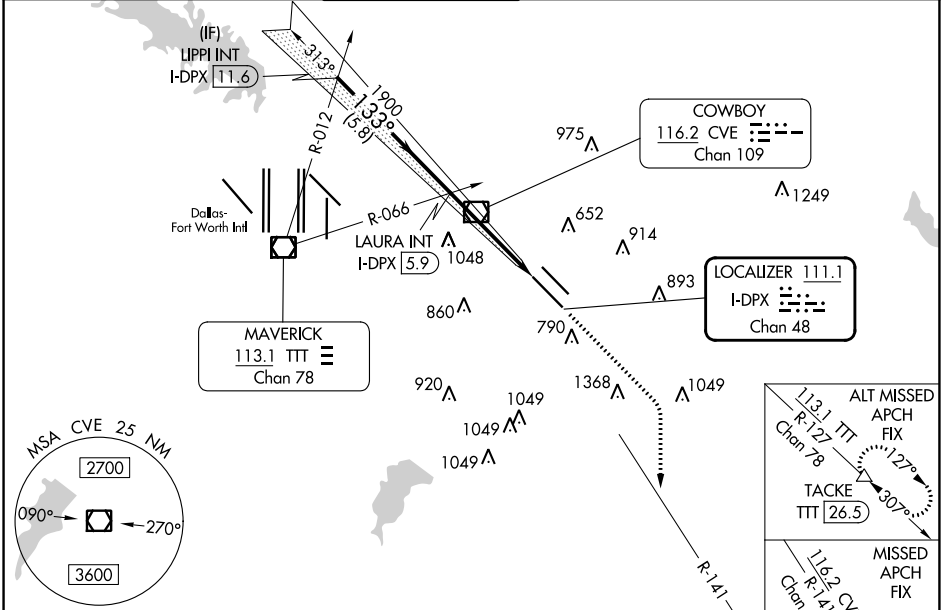 (IF)
LIPPI INT
I-DPX 11.6
313°
1900
133°
(5.8)
R-012
COWBOY
116.2 CVE
Chan 109
975
1249
R-066
652
Dallas-
Fort Worth Intl
914
LAURA INT
I-DPX 5.9
1048
LOCALIZER 111.1
I-DPX
Chan 48
893
860
790
MAVERICK
113.1 TTT
Chan 78
920
1368
1049
1049
1049
1049
MSA CVE 25 NM
2700
090°
270°
3600
R-141
ALT MISSED
APCH
FIX
113.1 TTT
R-127
Chan 78
127°
307°
TACKE
TTT 26.5
MISSED
APCH
FIX
116.2 CV
R-141
Chan